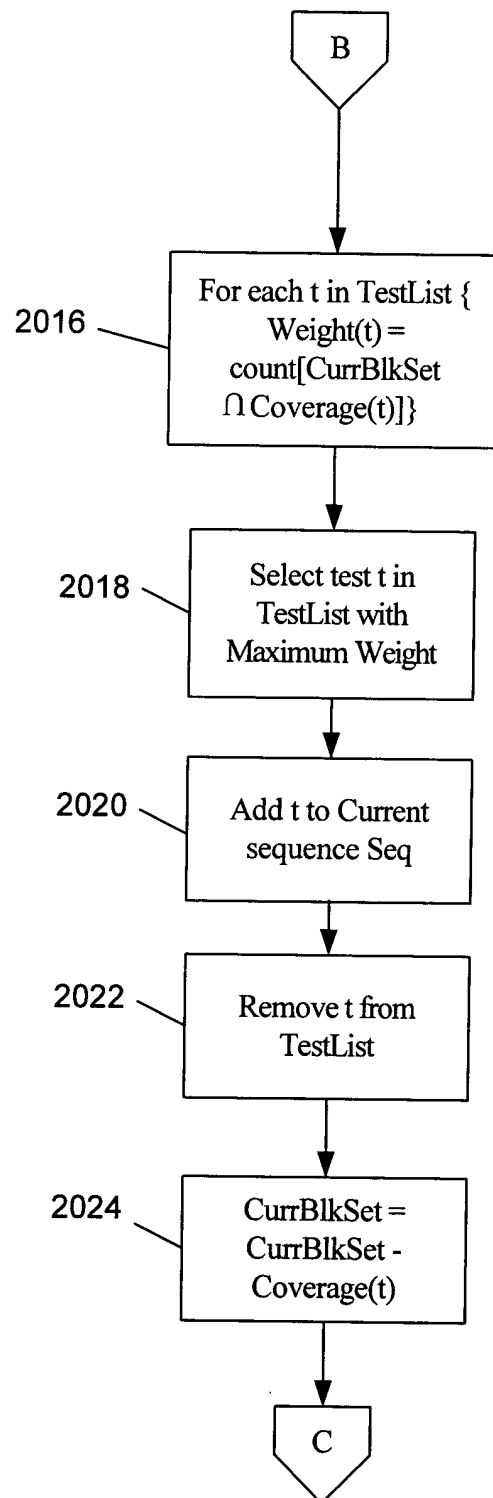 B
2016
For each t in TestList {
Weight(t) =
count[CurrBlkSet
∩ Coverage(t)]}
2018
Select test t in
TestList with
Maximum Weight
2020
Add t to Current
sequence Seq
2022
Remove t from
TestList
2024
CurrBlkSet =
CurrBlkSet -
Coverage(t)
C